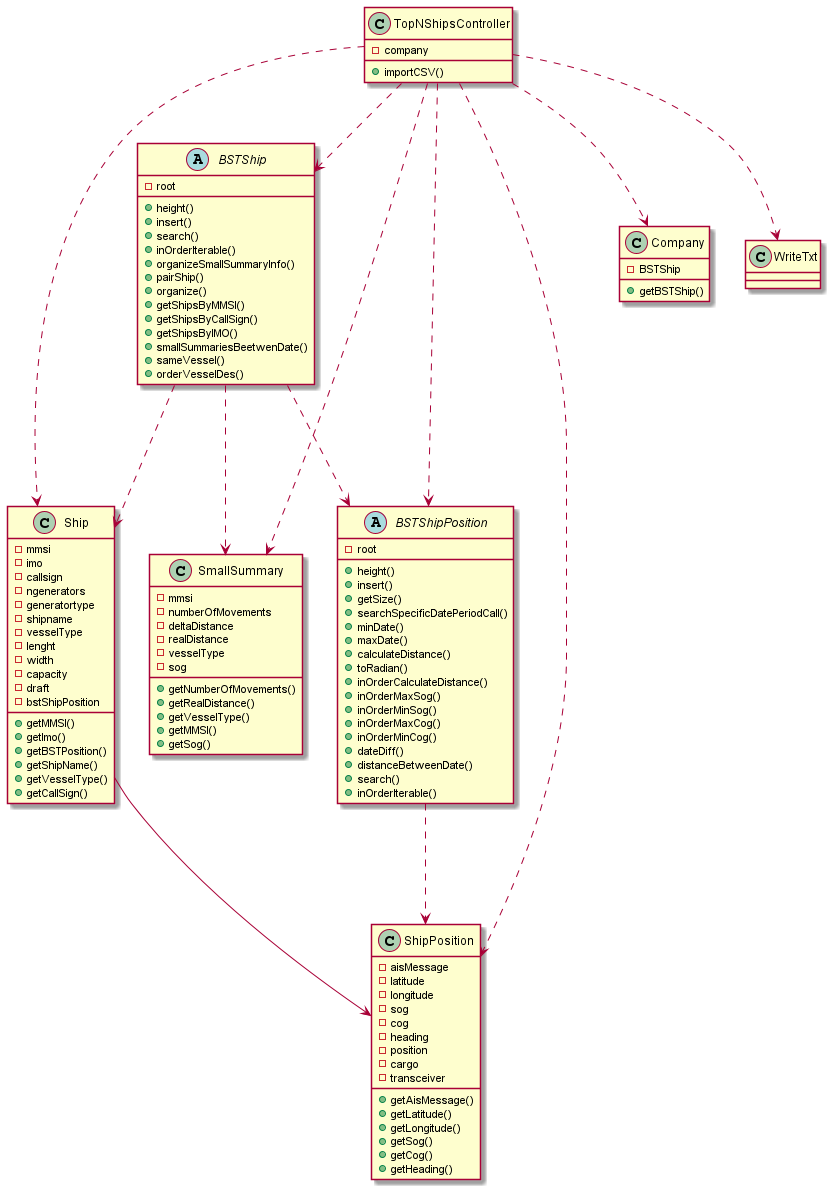 C TopNShipsController
company
importCSV()
A BSTShip
root
height()
insert()
search()
inOrderIterable()
organizeSmallSummaryInfo()
pairShip()
organize()
getShipsByMMSI()
getShipsByCallSign()
getShipsByIMO()
smallSummariesBeetwenDate()
sameVessel()
orderVesselDes()
C Company
BSTShip
getBSTShip()
C WriteTxt
C Ship
mmsi
imo
callsign
ngenerators
generatortype
shipname
vesselType
lenght
width
capacity
draft
bstShipPosition
getMMSI()
getImo()
getBSTPosition()
getShipName()
getVesselType()
getCallSign()
C SmallSummary
mmsi
numberOfMovements
deltaDistance
realDistance
vesselType
sog
getNumberOfMovements()
getRealDistance()
getVesselType()
getMMSI()
getSog()
A BSTShipPosition
root
height()
insert()
getSize()
searchSpecificDatePeriodCall()
minDate()
maxDate()
calculateDistance()
toRadian()
inOrderCalculateDistance()
inOrderMaxSog()
inOrderMinSog()
inOrderMaxCog()
inOrderMinCog()
dateDiff()
distanceBetweenDate()
search()
inOrderIterable()
C ShipPosition
aisMessage
latitude
longitude
sog
cog
heading
position
cargo
transceiver
getAisMessage()
getLatitude()
getLongitude()
getSog()
getCog()
getHeading()